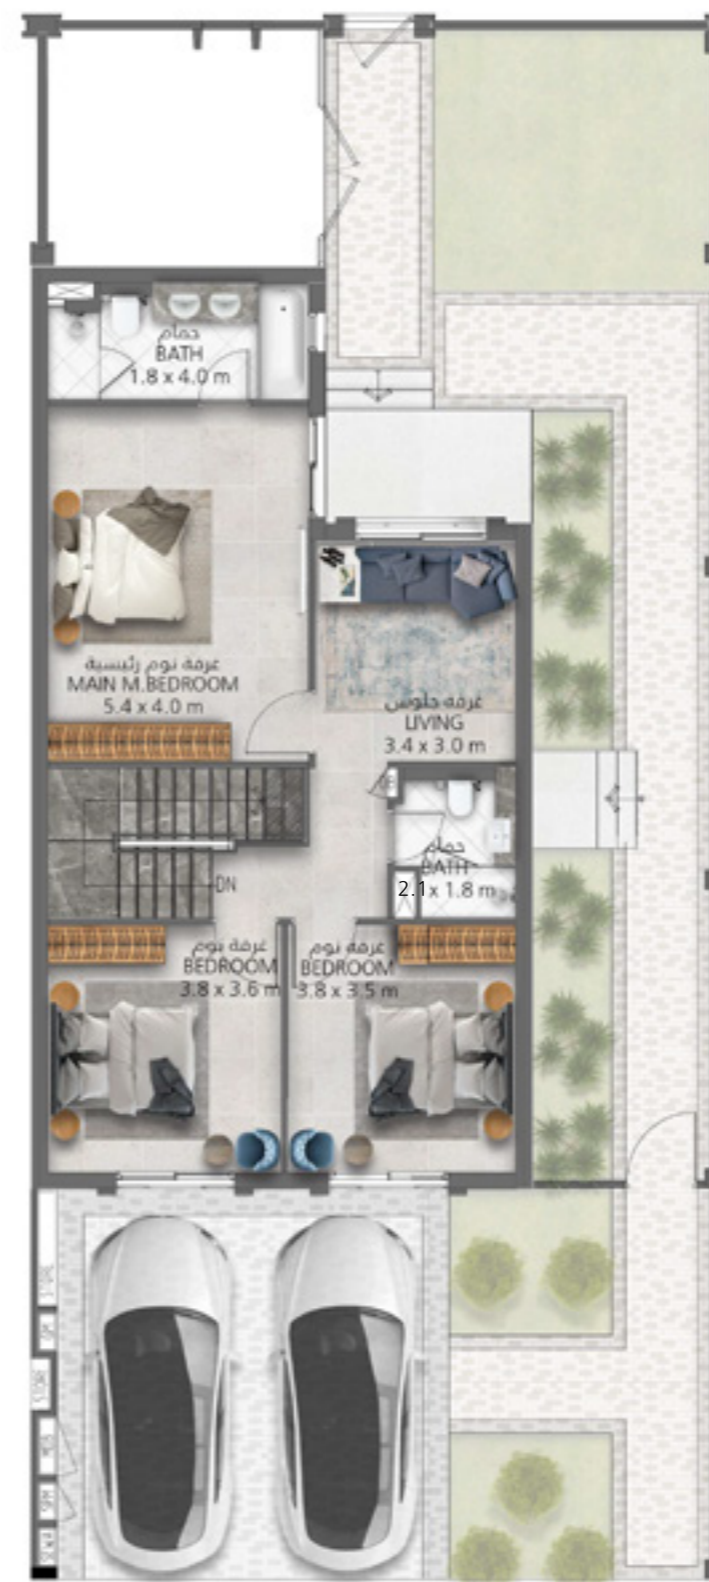 حمام
BATH
1.8 x 4.0 m
غرفة نوم رئيسية
MAIN M.BEDROOM
5.4 x 4.0 m
غرفة جلوس
LIVING
3.4 x 3.0 m
حمام
BATH
2.1 x 1.8 m
DN
غرفة نوم
BEDROOM
3.8 x 3.6 m
غرفة نوم
BEDROOM
3.8 x 3.5 m